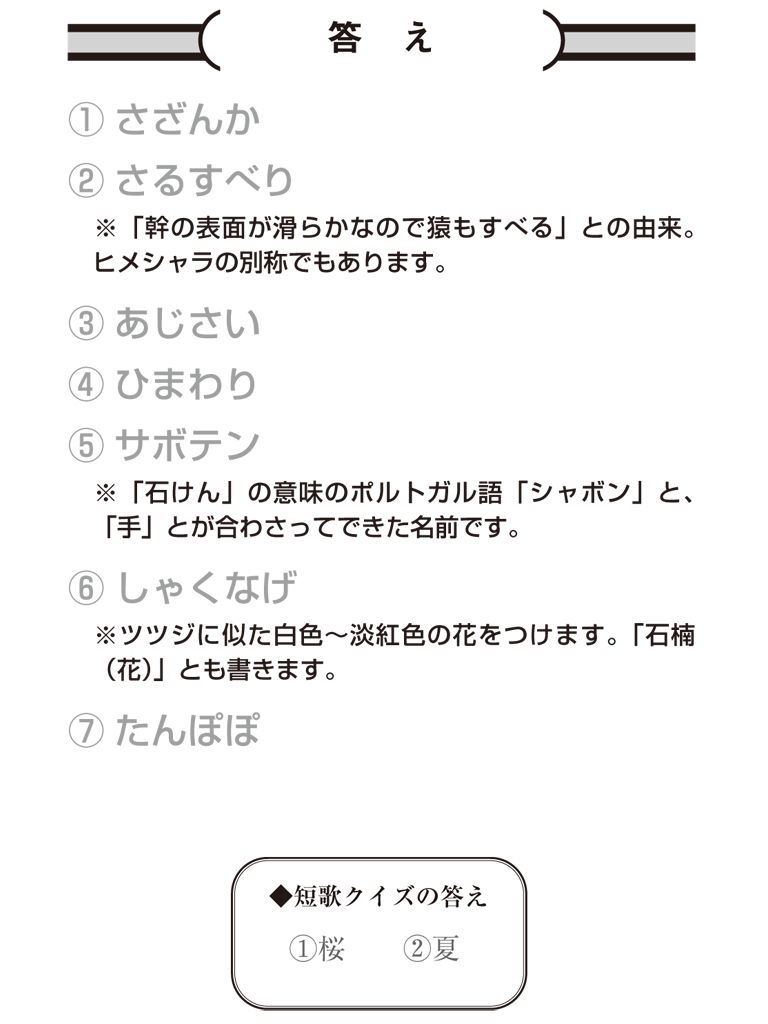 答　え
① さざんか
② さるすべり
※「幹の表面が滑らかなので猿もすべる」との由来。
ヒメシャラの別称でもあります。
③ あじさい
④ ひまわり
⑤ サボテン
※「石けん」の意味のポルトガル語「シャボン」と、
「手」とが合わさってできた名前です。
⑥ しゃくなげ
※ツツジに似た白色〜淡紅色の花をつけます。「石楠
（花）」とも書きます。
⑦ たんぽぽ
◆短歌クイズの答え
①桜　②夏